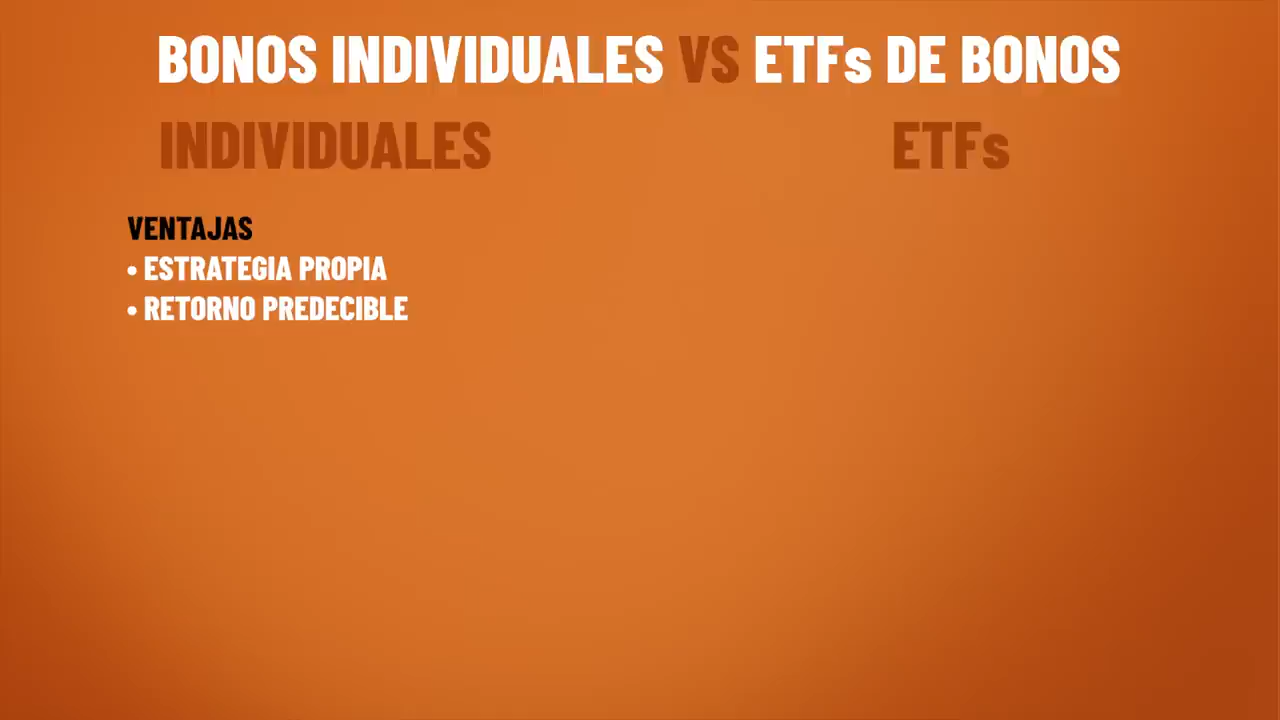 BONOS INDIVIDUALES VS ETFs DE BONOS
INDIVIDUALES
ETFs
VENTAJAS
• ESTRATEGIA PROPIA
• RETORNO PREDECIBLE